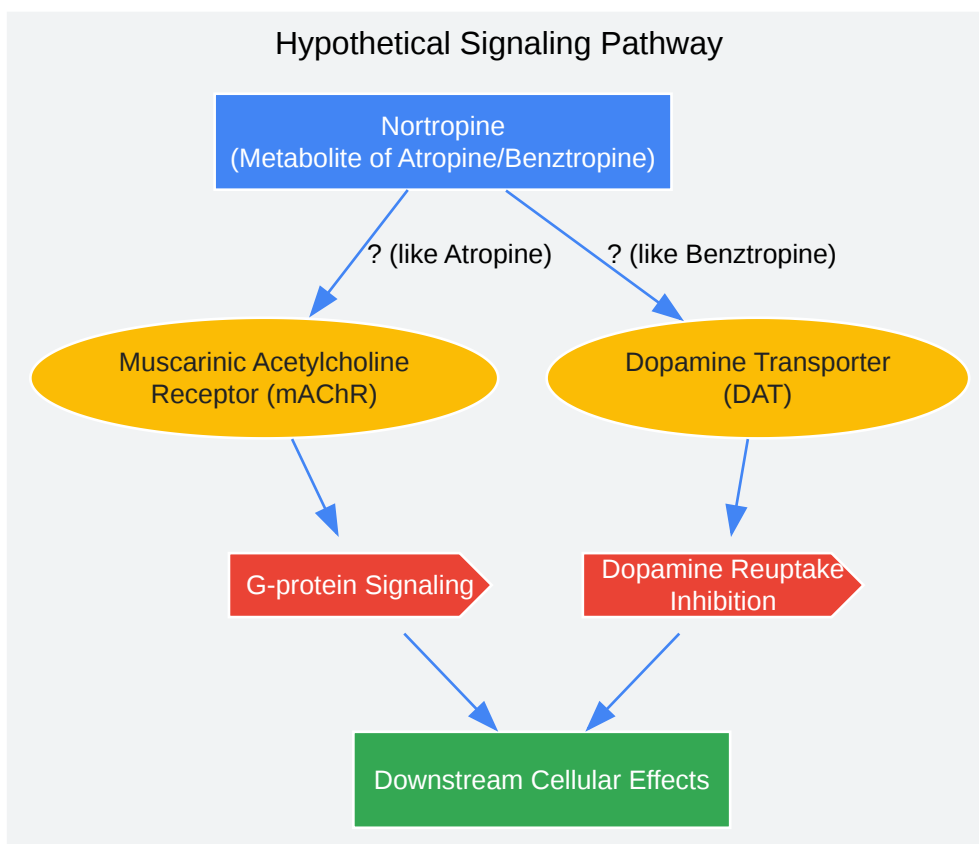 Hypothetical Signaling Pathway
Nortropine
(Metabolite of Atropine/Benztropine)
? (like Atropine)
? (like Benztropine)
Muscarinic Acetylcholine
Receptor (mAChR)
Dopamine Transporter
(DAT)
G-protein Signaling
Dopamine Reuptake
Inhibition
Downstream Cellular Effects